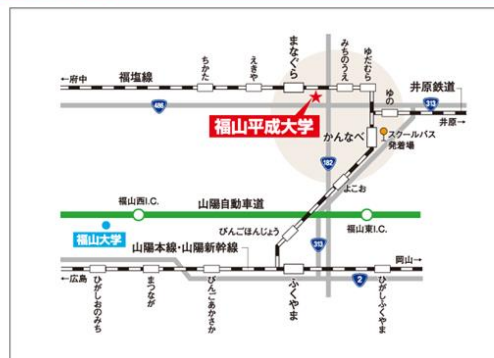 まなぐら
みちのうえ
ゆだむら
ちかた
えきや
←府中
福塩線
井原鉄道
486
ゆの
313
福山平成大学
かんなべ
井原→
スクールバス
発着場
182
よこお
福山西I.C.
山陽自動車道
福山大学
びんごほんじょう
福山東I.C.
山陽本線・山陽新幹線
313
岡山→
←広島
2
ひがしおのみち
まつなが
びんごあかさか
ふくやま
ひがしふくやま